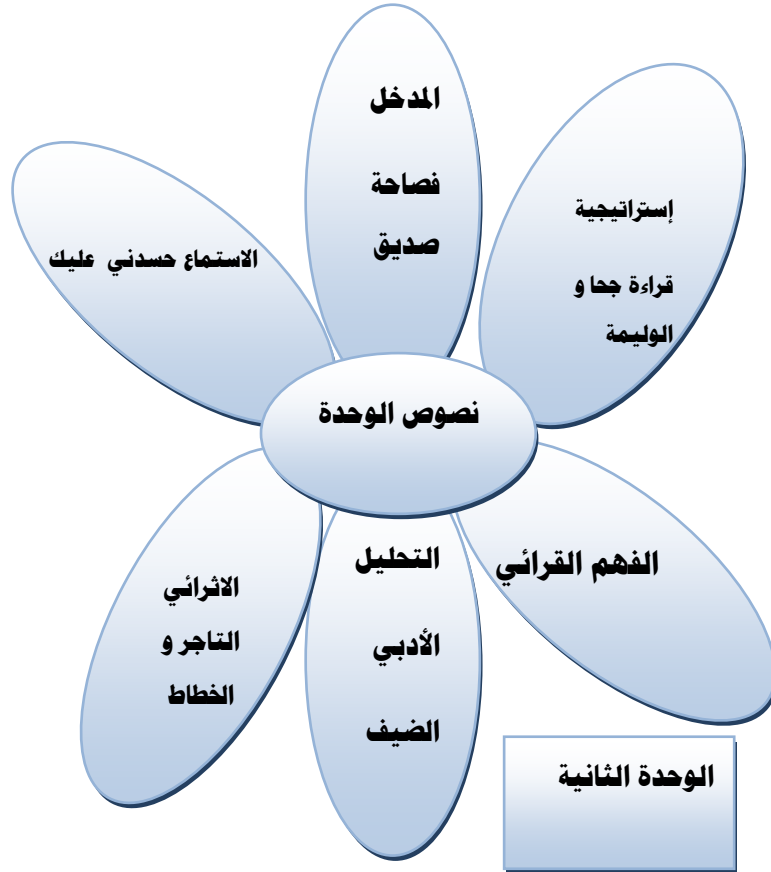 المدخل
فصاحة
صديق
إستراتيجية
قراءة جحا و
الوليمة
الاستماع حسدني عليك
نصوص الوحدة
الفهم القرائي
التحليل
الأدبي
الضيف
الاثرائي
التاجر و
الخطاط
الوحدة الثانية